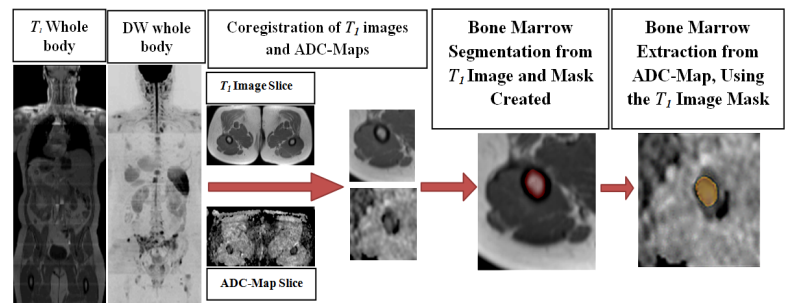 T1 Whole
body
DW whole
body
Coregistration of T1 images
and ADC-Maps
T1 Image Slice
ADC-Map Slice
Bone Marrow
Segmentation from
T1 Image and Mask
Created
Bone Marrow
Extraction from
ADC-Map, Using
the T1 Image Mask